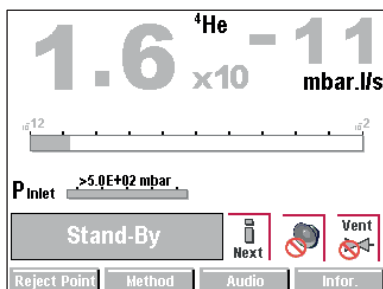 ⁴He
1.6 x10 -11
mbar.l/s
10⁻¹² 10⁻²
P Inlet >5.0E+02 mbar
Stand-By
i
Next
Vent
Reject Point Method Audio Infor.